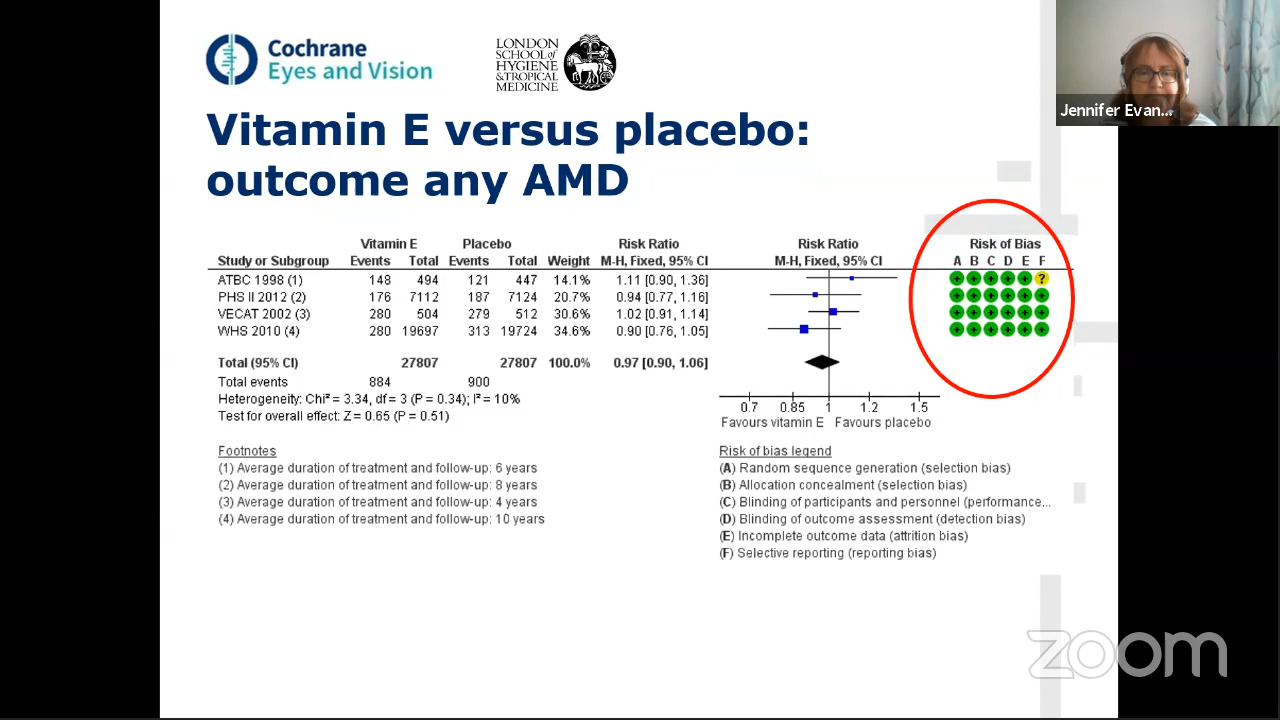 Cochrane
Eyes and Vision
LONDON
SCHOOL of
HYGIENE
& TROPICAL
MEDICINE
Jennifer Evan...
Vitamin E versus placebo:
outcome any AMD
Vitamin E Placebo Risk Ratio Risk Ratio Risk of Bias
Study or Subgroup Events Total Events Total Weight M-H, Fixed, 95% CI M-H, Fixed, 95% CI A B C D E F
ATBC 1998 (1) 148 494 121 447 14.1% 1.11 [0.90, 1.36] + + + + + ?
PHS II 2012 (2) 176 7112 187 7124 20.7% 0.94 [0.77, 1.16] + + + + + +
VECAT 2002 (3) 280 504 279 512 30.6% 1.02 [0.91, 1.14] + + + + + +
WHS 2010 (4) 280 19697 313 19724 34.6% 0.90 [0.76, 1.05] + + + + + +
Total (95% CI) 27807 27807 100.0% 0.97 [0.90, 1.06]
Total events 884 900
Heterogeneity: Chi² = 3.34, df = 3 (P = 0.34); I² = 10%
Test for overall effect: Z = 0.65 (P = 0.51)
0.7 0.85 1 1.2 1.5
Favours vitamin E Favours placebo
Footnotes
(1) Average duration of treatment and follow-up: 6 years
(2) Average duration of treatment and follow-up: 8 years
(3) Average duration of treatment and follow-up: 4 years
(4) Average duration of treatment and follow-up: 10 years
Risk of bias legend
(A) Random sequence generation (selection bias)
(B) Allocation concealment (selection bias)
(C) Blinding of participants and personnel (performance...
(D) Blinding of outcome assessment (detection bias)
(E) Incomplete outcome data (attrition bias)
(F) Selective reporting (reporting bias)
zoom